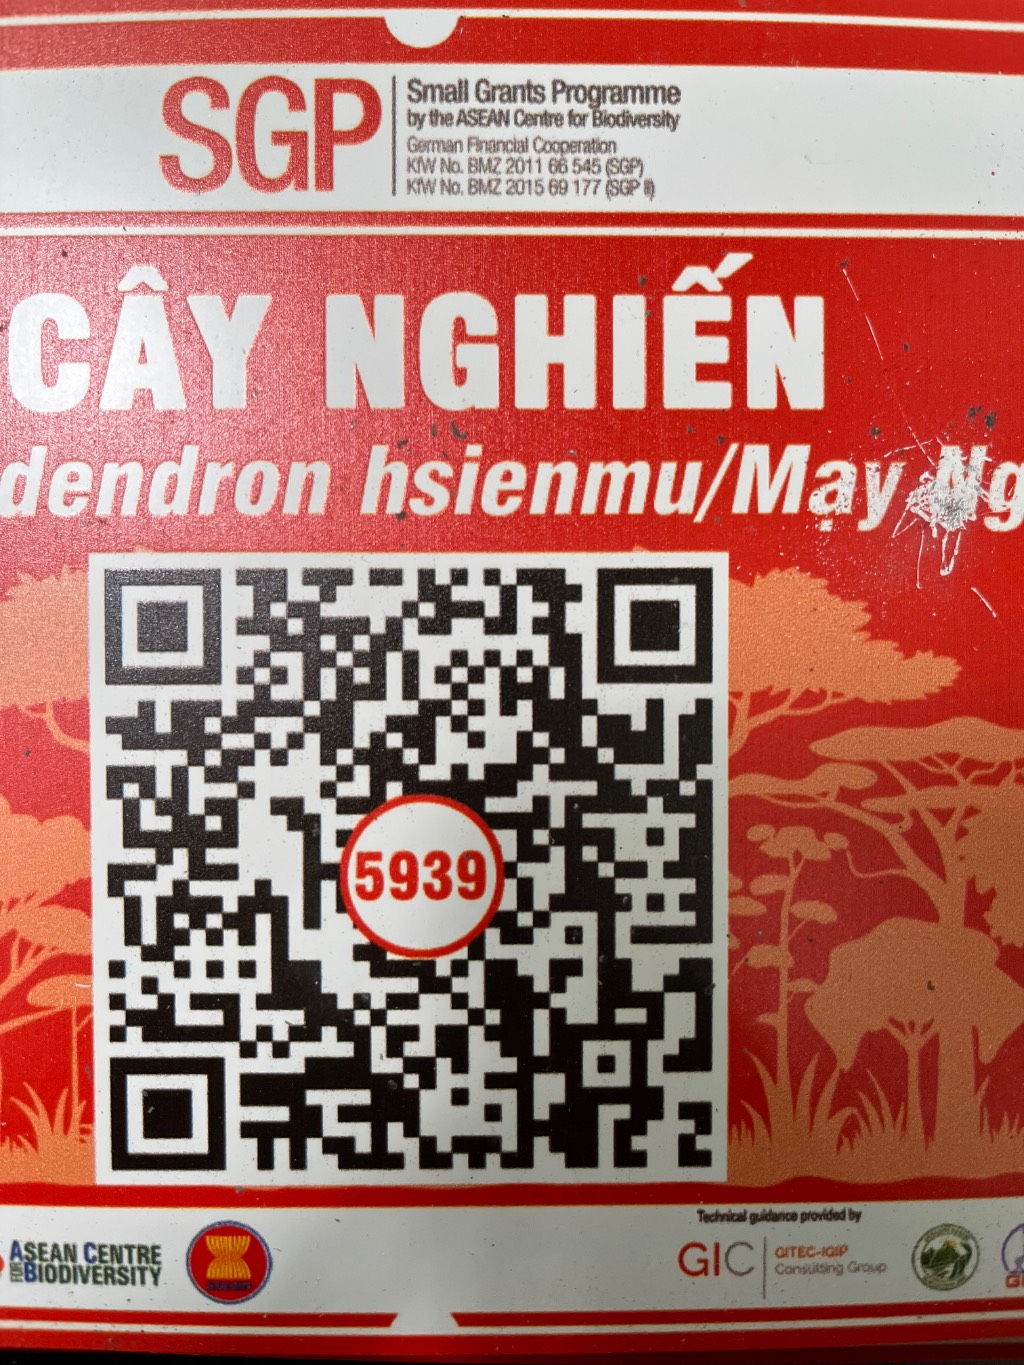 SGP
Small Grants Programme
by the ASEAN Centre for Biodiversity
German Financial Cooperation
KfW No. BMZ 2011 66 545 (SGP)
KfW No. BMZ 2015 69 177 (SGP II)
CÂY NGHIẾN
dendron hsienmu/Mạy Ng
5939
ASEAN CENTRE
FOR BIODIVERSITY
Technical guidance provided by
GIC
GITEC-IGIP
Consulting Group